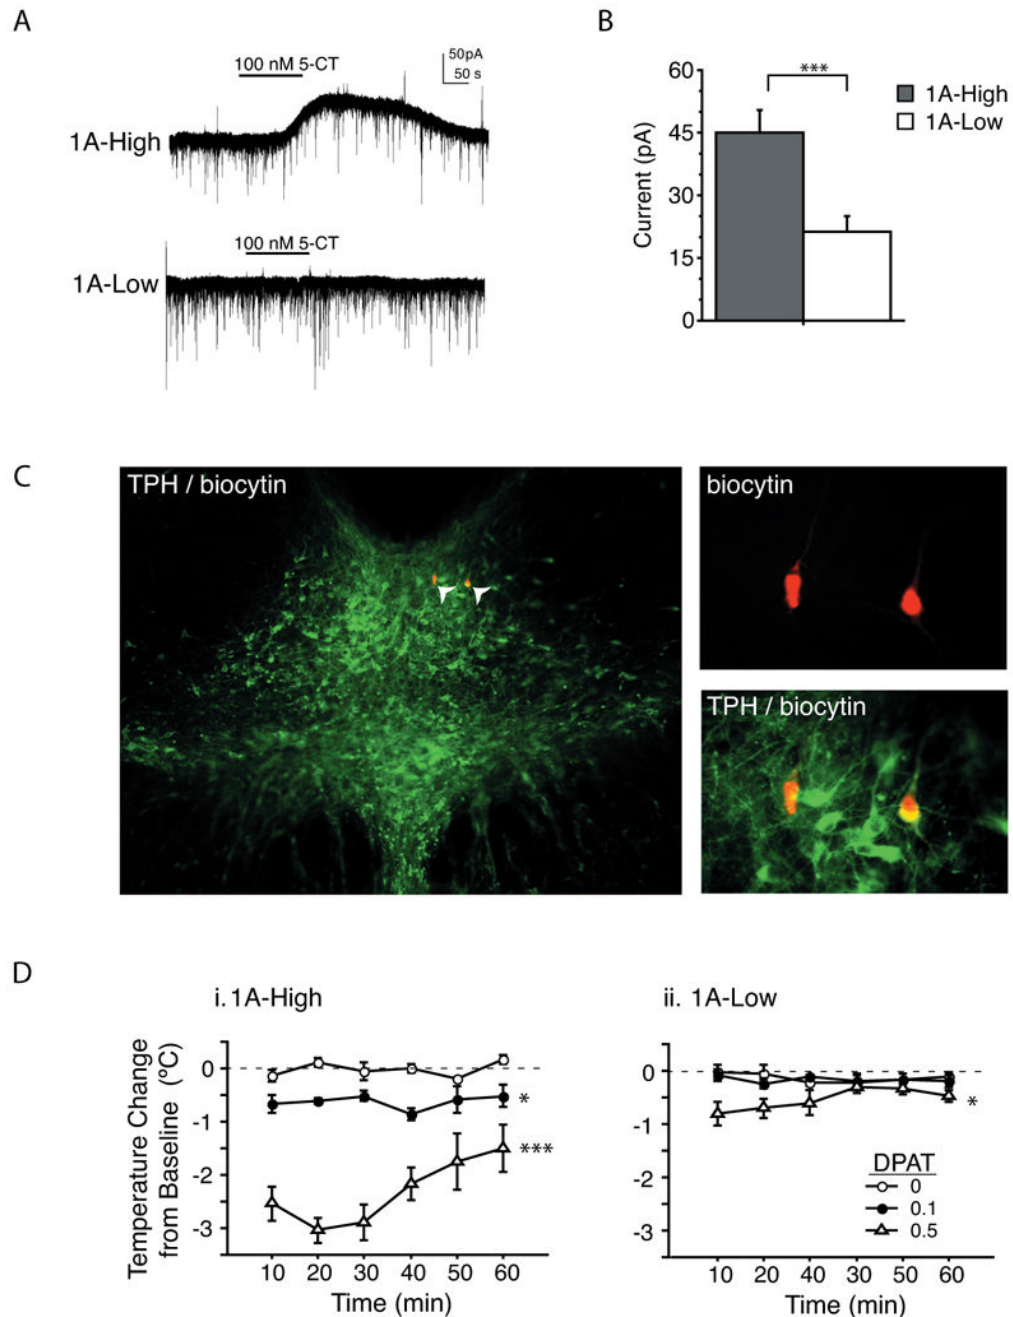 A
100 nM 5-CT
50pA
50 s
1A-High
100 nM 5-CT
1A-Low
B
60
45
30
15
0
Current (pA)
***
1A-High
1A-Low
C
TPH / biocytin
biocytin
TPH / biocytin
D
i. 1A-High
Temperature Change
from Baseline (ºC)
0
-1
-2
-3
*
***
10 20 30 40 50 60
Time (min)
ii. 1A-Low
0
-1
-2
-3
*
DPAT
0
0.1
0.5
10 20 40 30 50 60
Time (min)